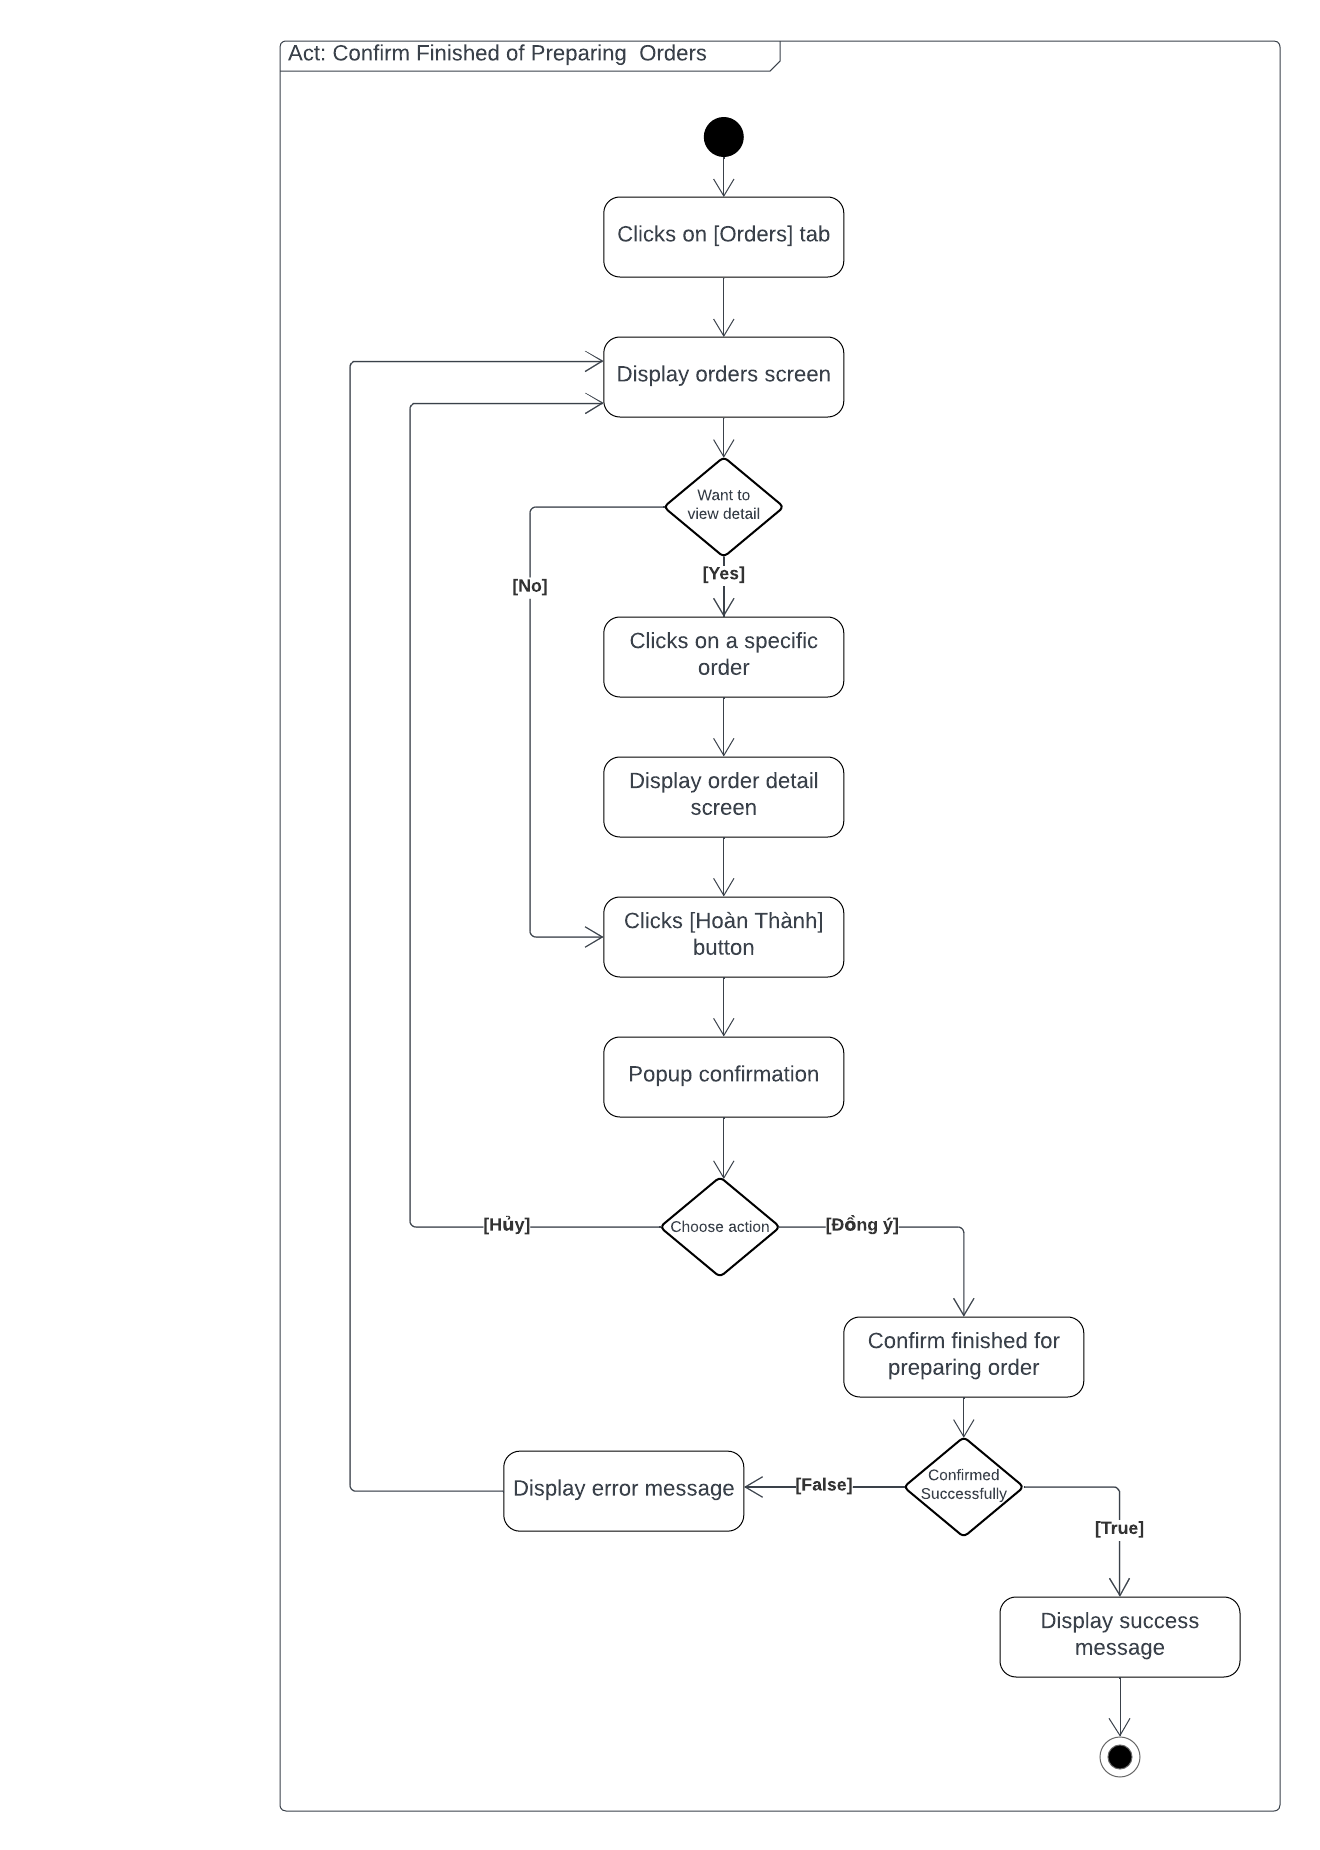 Act: Confirm Finished of Preparing  Orders
Clicks on [Orders] tab
Display orders screen
Want to
view detail
[Yes]
[No]
Clicks on a specific
order
Display order detail
screen
Clicks [Hoàn Thành]
button
Popup confirmation
[Hủy]
Choose action
[Đồng ý]
Confirm finished for
preparing order
Display error message
[False]
Confirmed
Successfully
[True]
Display success
message